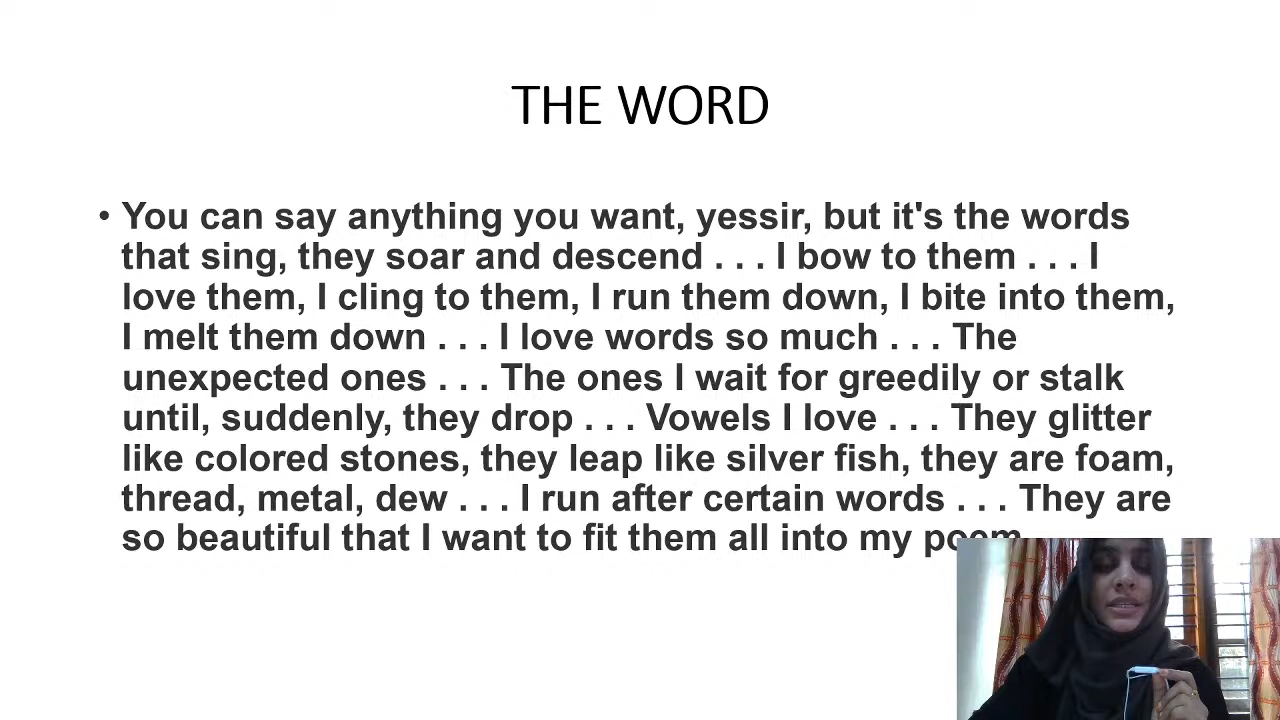 THE WORD
• You can say anything you want, yessir, but it's the words
that sing, they soar and descend . . . I bow to them . . . I
love them, I cling to them, I run them down, I bite into them,
I melt them down . . . I love words so much . . . The
unexpected ones . . . The ones I wait for greedily or stalk
until, suddenly, they drop . . . Vowels I love . . . They glitter
like colored stones, they leap like silver fish, they are foam,
thread, metal, dew . . . I run after certain words . . . They are
so beautiful that I want to fit them all into my poem